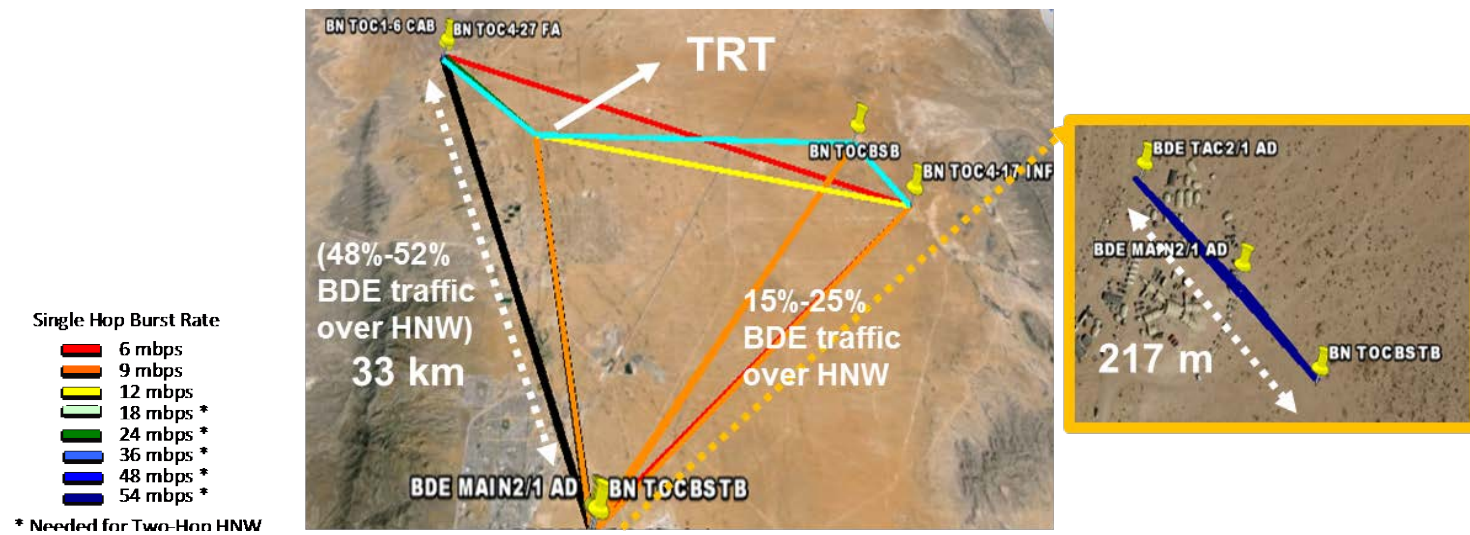 BN TOC1-6 CAB
BN TOC4-27 FA
TRT
BN TOCBSB
BN TOC4-17 INF
(48%-52%
BDE traffic
over HNW)
33 km
15%-25%
BDE traffic
over HNW
BDE MAIN2/1 AD
BN TOCBSTB
BDE TAC2/1 AD
BDE MAIN2/1 AD
217 m
BN TOCBSTB
Single Hop Burst Rate
6 mbps
9 mbps
12 mbps
18 mbps *
24 mbps *
36 mbps *
48 mbps *
54 mbps *
* Needed for Two-Hop HNW